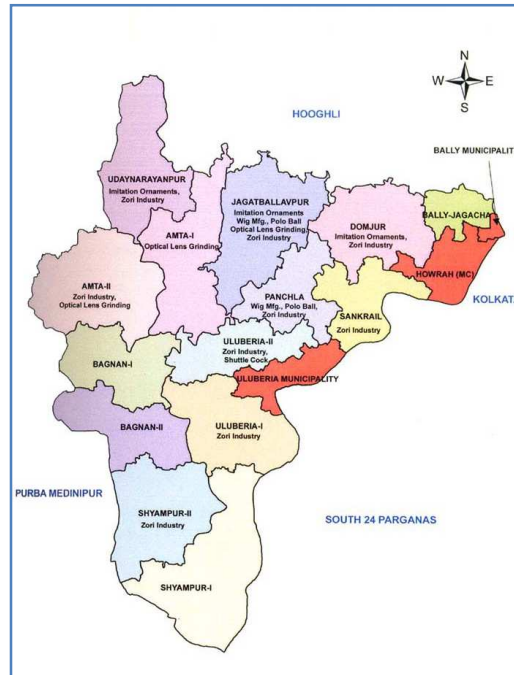 N
W E
S
HOOGHLI
BALLY MUNICIPALIT
UDAYNARAYANPUR
Imitation Ornaments,
Zori Industry
JAGATBALLAVPUR
Imitation Ornaments
Wig Mfg., Polo Ball
Optical Lens Grinding,
Zori Industry
BALLY-JAGACHA
DOMJUR
Imitation Ornaments,
Zori Industry
AMTA-I
Optical Lens Grinding
HOWRAH (MC)
KOLKAT
AMTA-II
Zori Industry,
Optical Lens Grinding
PANCHLA
Wig Mfg., Polo Ball,
Zori Industry
SANKRAIL
Zori Industry
ULUBERIA-II
Zori Industry,
Shuttle Cock
BAGNAN-I
ULUBERIA MUNICIPALITY
BAGNAN-II
ULUBERIA-I
Zori Industry
PURBA MEDINIPUR
SHYAMPUR-II
Zori Industry
SOUTH 24 PARGANAS
SHYAMPUR-I